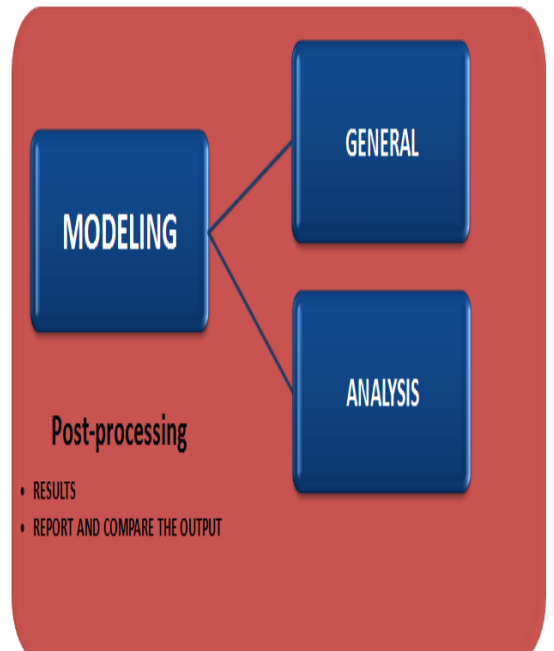 MODELING
GENERAL
ANALYSIS
Post-processing
• RESULTS
• REPORT AND COMPARE THE OUTPUT